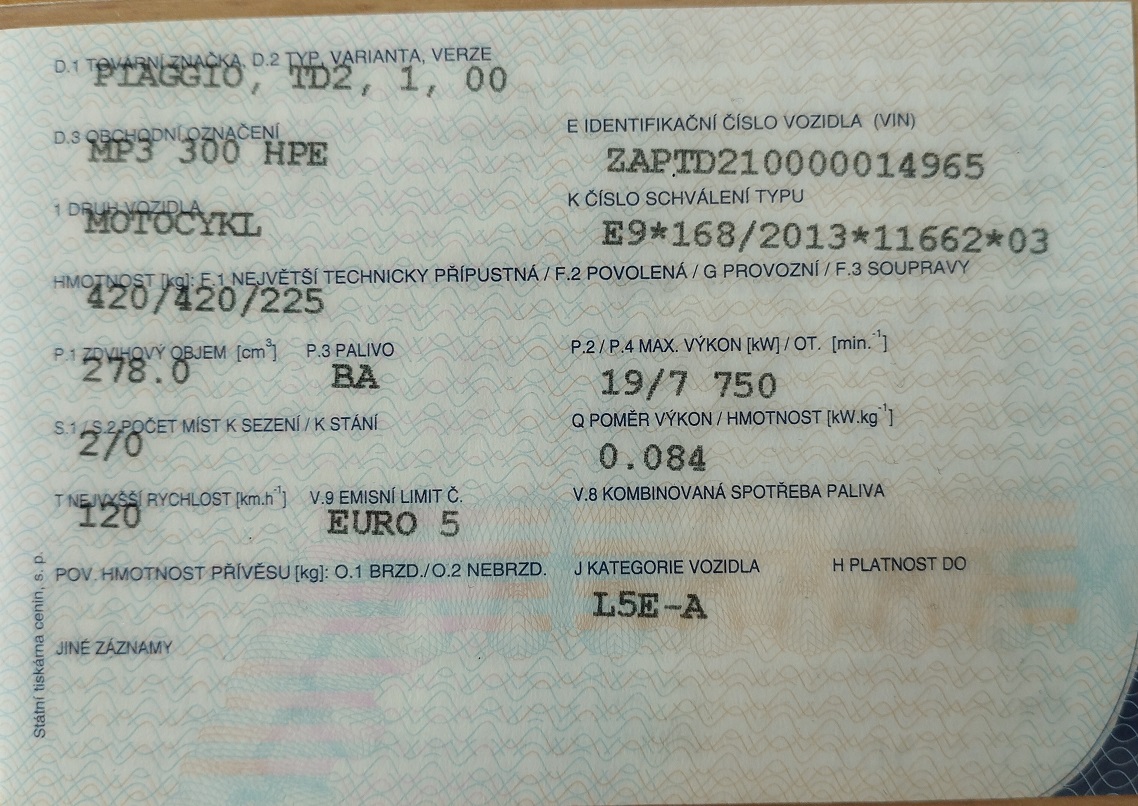 D.1 TOVÁRNÍ ZNAČKA, D.2 TYP, VARIANTA, VERZE
PIAGGIO, TD2, 1, 00
D.3 OBCHODNÍ OZNAČENÍ
MP3 300 HPE
E IDENTIFIKAČNÍ ČÍSLO VOZIDLA (VIN)
ZAPTD210000014965
1 DRUH VOZIDLA
MOTOCYKL
K ČÍSLO SCHVÁLENÍ TYPU
E9*168/2013*11662*03
HMOTNOST [kg]: F.1 NEJVĚTŠÍ TECHNICKY PŘÍPUSTNÁ / F.2 POVOLENÁ / G PROVOZNÍ / F.3 SOUPRAVY
420/420/225
P.1 ZDVIHOVÝ OBJEM [cm³] P.3 PALIVO
278.0 BA
P.2 / P.4 MAX. VÝKON [kW] / OT. [min.⁻¹]
19/7 750
S.1 / S.2 POČET MÍST K SEZENÍ / K STÁNÍ
2/0
Q POMĚR VÝKON / HMOTNOST [kW.kg⁻¹]
0.084
T NEJVYŠŠÍ RYCHLOST [km.h⁻¹] V.9 EMISNÍ LIMIT Č.
120 EURO 5
V.8 KOMBINOVANÁ SPOTŘEBA PALIVA
POV. HMOTNOST PŘÍVĚSU [kg]: O.1 BRZD./O.2 NEBRZD.
J KATEGORIE VOZIDLA H PLATNOST DO
L5E-A
JINÉ ZÁZNAMY
Státní tiskárna cenin, s. p.